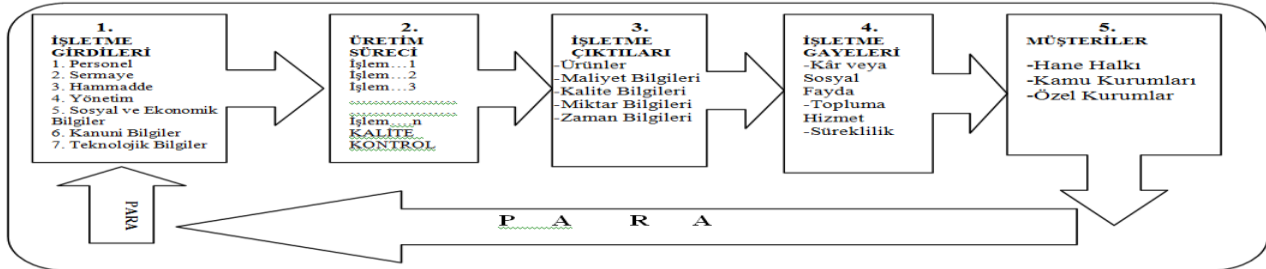 1.
İŞLETME
GİRDİLERİ
1. Personel
2. Sermaye
3. Hammadde
4. Yönetim
5. Sosyal ve Ekonomik
Bilgiler
6. Kanuni Bilgiler
7. Teknolojik Bilgiler
2.
ÜRETİM
SÜRECİ
İşlem...1
İşlem...2
İşlem...3
İşlem....n
KALİTE
KONTROL
3.
İŞLETME
ÇIKTILARI
-Ürünler
-Maliyet Bilgileri
-Kalite Bilgileri
-Miktar Bilgileri
-Zaman Bilgileri
4.
İŞLETME
GAYELERİ
-Kâr veya
Sosyal
Fayda
-Topluma
Hizmet
-Süreklilik
5.
MÜŞTERİLER
-Hane Halkı
-Kamu Kurumları
-Özel Kurumlar
PARA
P A R A